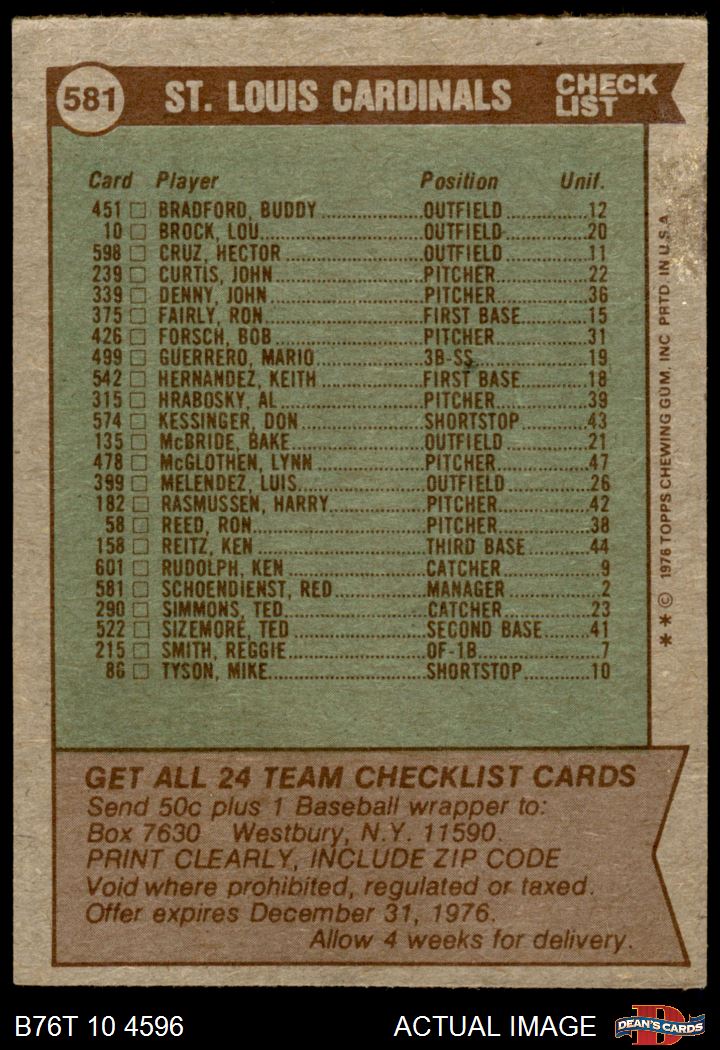 581 ST. LOUIS CARDINALS CHECK LIST
Card Player Position Unif.
451 □ BRADFORD, BUDDY OUTFIELD 12
10 □ BROCK, LOU OUTFIELD 20
598 □ CRUZ, HECTOR OUTFIELD 11
239 □ CURTIS, JOHN PITCHER 22
339 □ DENNY, JOHN PITCHER 36
375 □ FAIRLY, RON FIRST BASE 15
426 □ FORSCH, BOB PITCHER 31
499 □ GUERRERO, MARIO 3B-SS 19
542 □ HERNANDEZ, KEITH FIRST BASE 18
315 □ HRABOSKY, AL PITCHER 39
574 □ KESSINGER, DON SHORTSTOP 43
135 □ McBRIDE, BAKE OUTFIELD 21
478 □ McGLOTHEN, LYNN PITCHER 47
399 □ MELENDEZ, LUIS OUTFIELD 26
182 □ RASMUSSEN, HARRY PITCHER 42
58 □ REED, RON PITCHER 38
158 □ REITZ, KEN THIRD BASE 44
601 □ RUDOLPH, KEN CATCHER 9
581 □ SCHOENDIENST, RED MANAGER 2
290 □ SIMMONS, TED CATCHER 23
522 □ SIZEMORE, TED SECOND BASE 41
215 □ SMITH, REGGIE OF-1B 7
86 □ TYSON, MIKE SHORTSTOP 10
* * © 1976 TOPPS CHEWING GUM, INC PRTD. IN U.S.A
GET ALL 24 TEAM CHECKLIST CARDS
Send 50c plus 1 Baseball wrapper to:
Box 7630 Westbury, N.Y. 11590.
PRINT CLEARLY, INCLUDE ZIP CODE
Void where prohibited, regulated or taxed.
Offer expires December 31, 1976.
Allow 4 weeks for delivery.
B76T 10 4596 ACTUAL IMAGE D DEAN'S CARDS